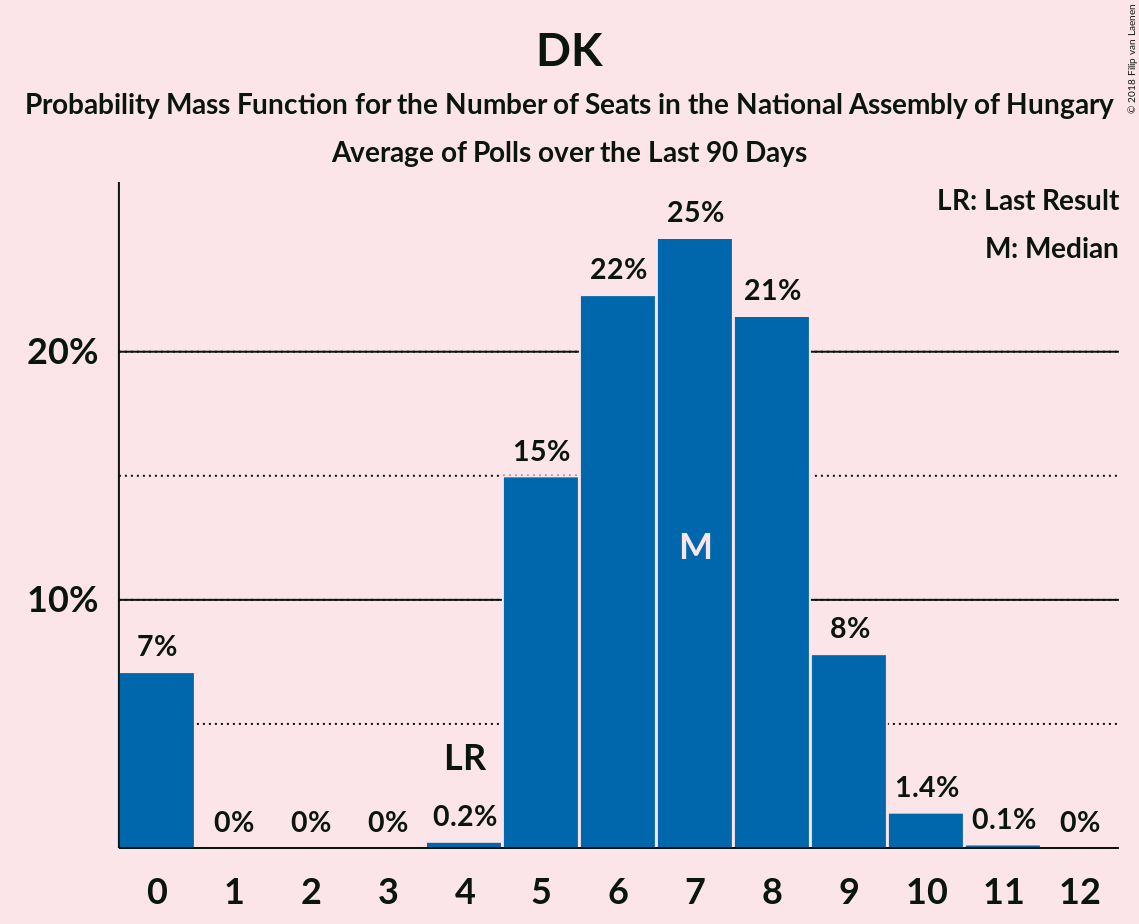 DK
Probability Mass Function for the Number of Seats in the National Assembly of Hungary
Average of Polls over the Last 90 Days
© 2018 Filip van Laenen
LR: Last Result
M: Median
25%
22%
21%
20%
15%
M
10%
8%
7%
LR
1.4%
0% 0% 0% 0.2% 0.1% 0%
0 1 2 3 4 5 6 7 8 9 10 11 12